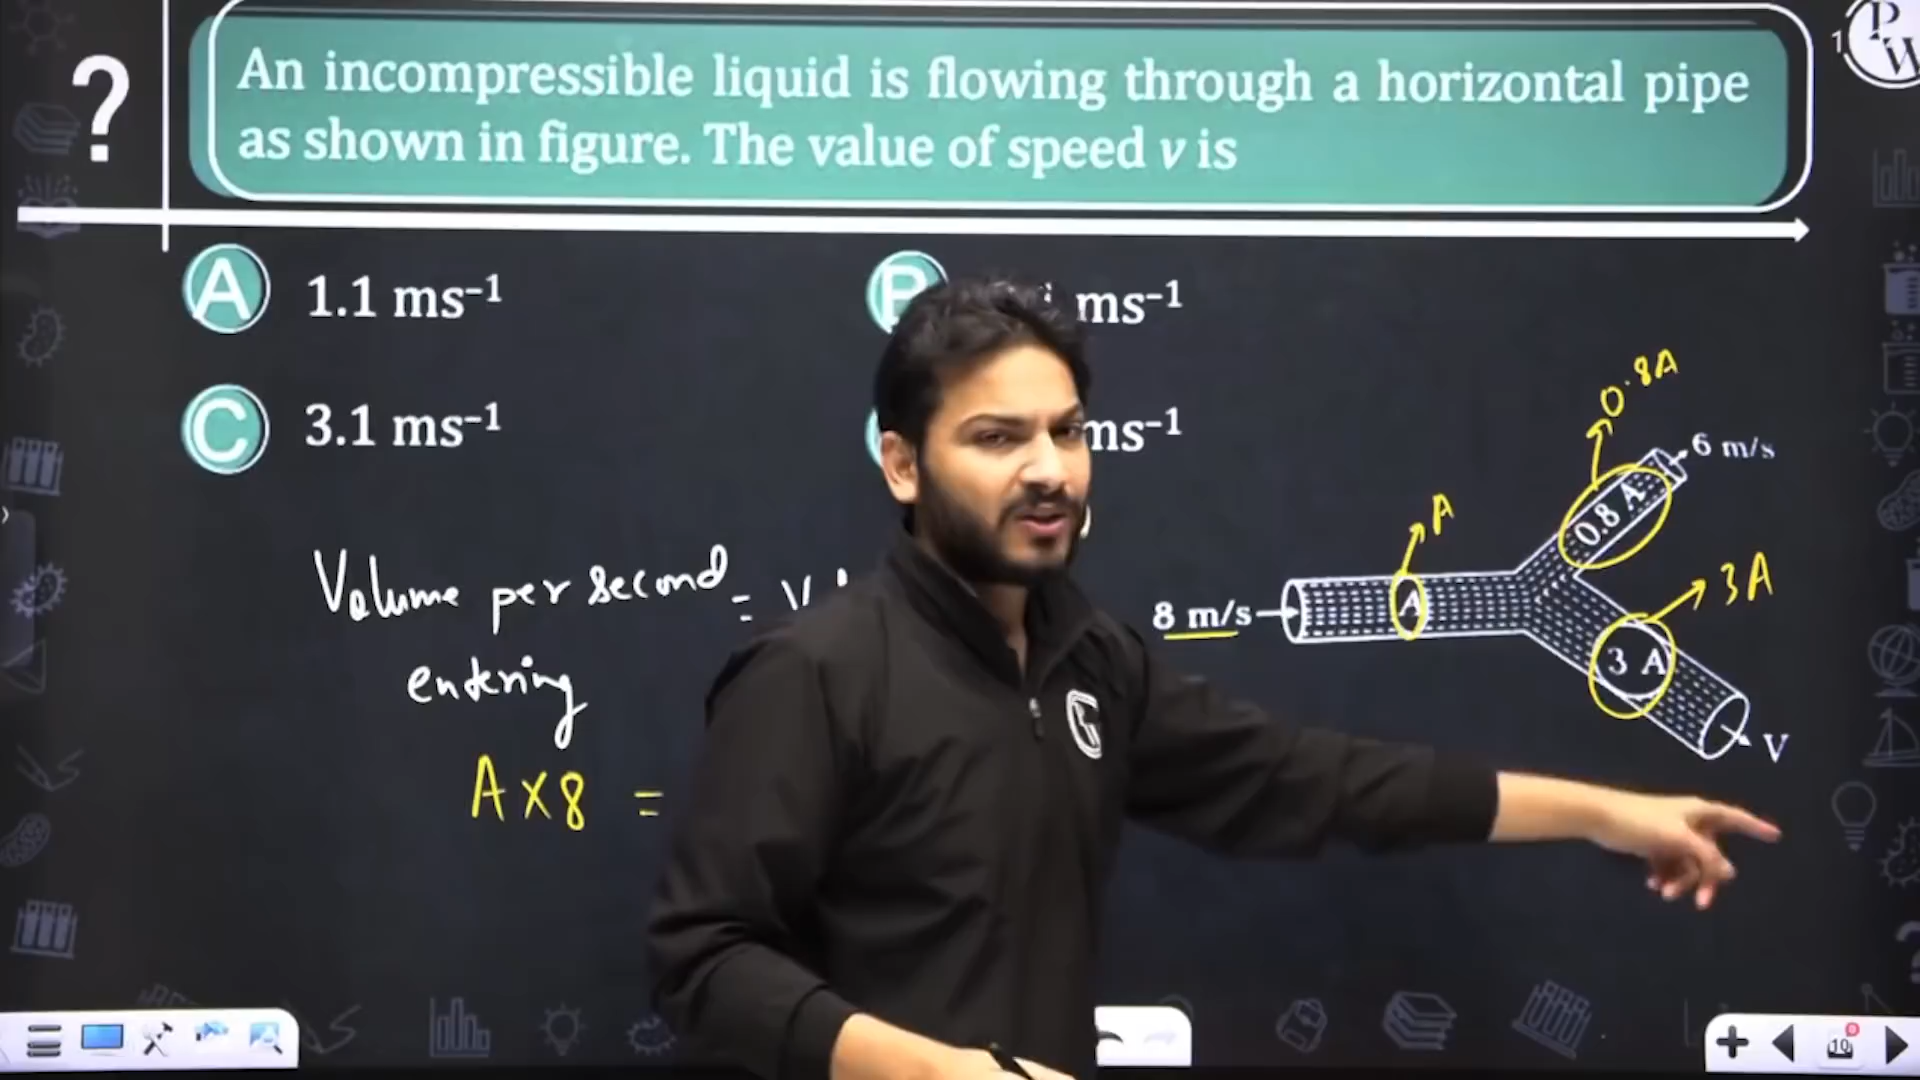 An incompressible liquid is flowing through a horizontal pipe
as shown in figure. The value of speed v is
?
PW
A 1.1 ms⁻¹
ms⁻¹
C 3.1 ms⁻¹
ms⁻¹
0.8A
6 m/s
0.8 A
A
8 m/s
A
3A
3 A
V
Volume per second =
entering
A×8 =
10